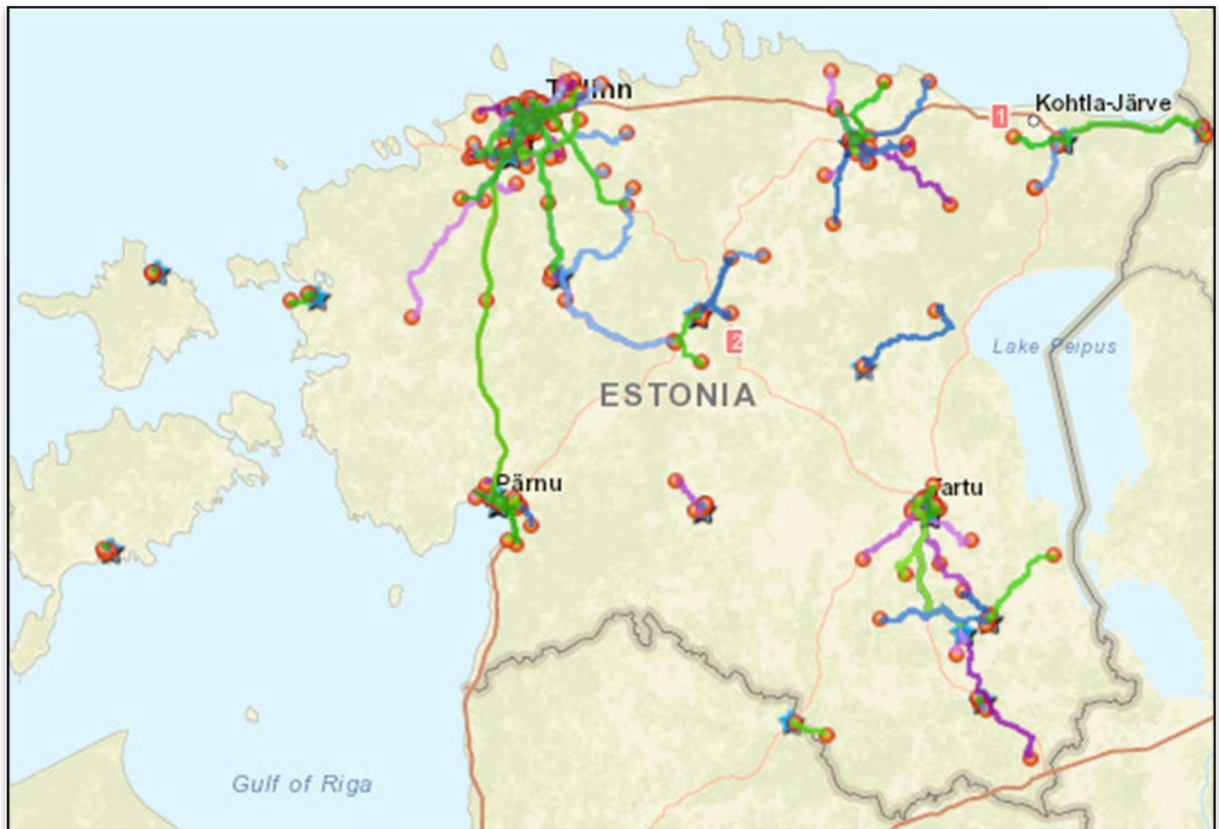 Tallinn
1
Kohtla-Järve
Lake Peipus
2
ESTONIA
Pärnu
Tartu
Gulf of Riga